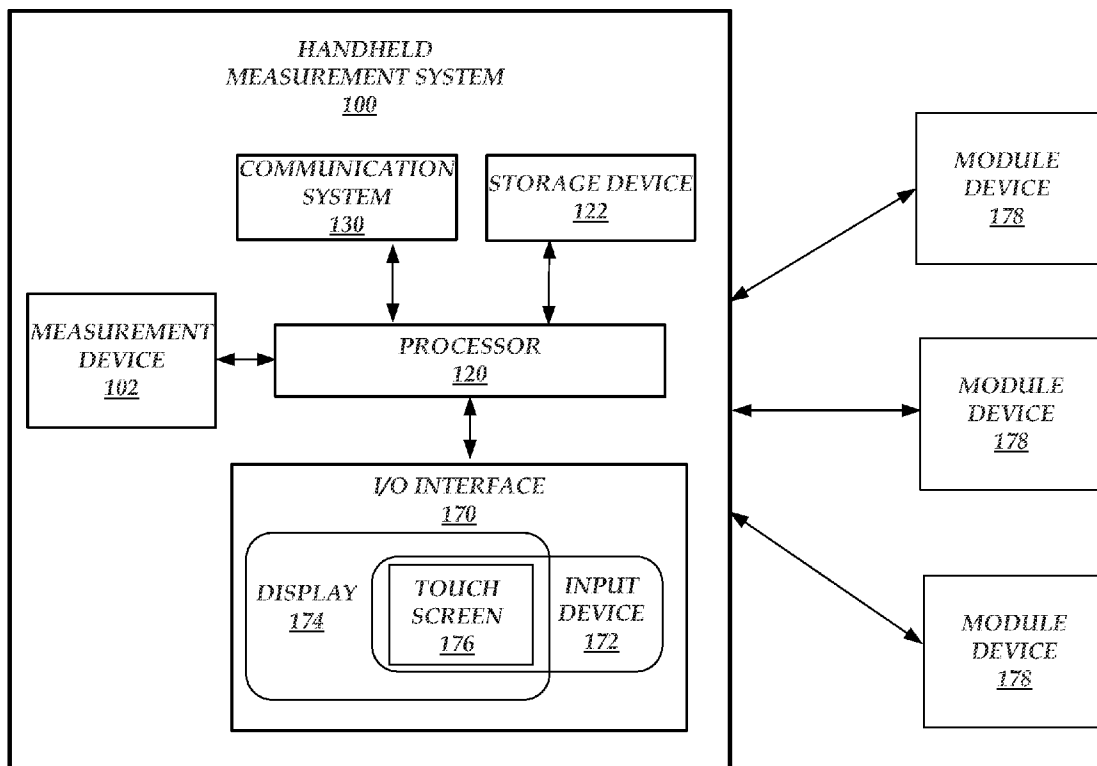 HANDHELD
MEASUREMENT SYSTEM
100
COMMUNICATION
SYSTEM
130
STORAGE DEVICE
122
MEASUREMENT
DEVICE
102
PROCESSOR
120
I/O INTERFACE
170
DISPLAY
174
TOUCH
SCREEN
176
INPUT
DEVICE
172
MODULE
DEVICE
178
MODULE
DEVICE
178
MODULE
DEVICE
178